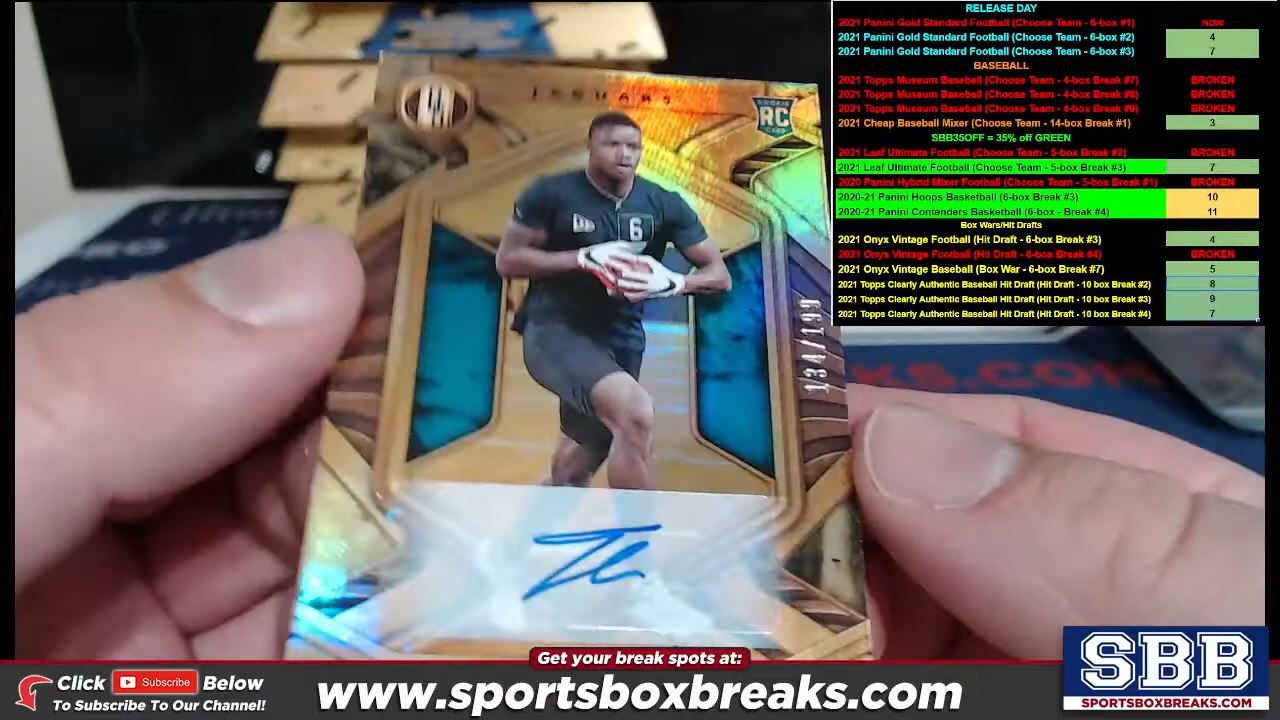 JAGUARS
ROOKIE
RC
CARD
6
134/199
RELEASE DAY
2021 Panini Gold Standard Football (Choose Team - 6-box #1) NOW
2021 Panini Gold Standard Football (Choose Team - 6-box #2) 4
2021 Panini Gold Standard Football (Choose Team - 6-box #3) 7
BASEBALL
2021 Topps Museum Baseball (Choose Team - 4-box Break #7) BROKEN
2021 Topps Museum Baseball (Choose Team - 4-box Break #8) BROKEN
2021 Topps Museum Baseball (Choose Team - 4-box Break #9) BROKEN
2021 Cheap Baseball Mixer (Choose Team - 14-box Break #1) 3
SBB35OFF = 35% off GREEN
2021 Leaf Ultimate Football (Choose Team - 5-box Break #2) BROKEN
2021 Leaf Ultimate Football (Choose Team - 5-box Break #3) 7
2020 Panini Hybrid Mixer Football (Choose Team - 5-box Break #1) BROKEN
2020-21 Panini Hoops Basketball (6-box Break #3) 10
2020-21 Panini Contenders Basketball (6-box - Break #4) 11
Box Wars/Hit Drafts
2021 Onyx Vintage Football (Hit Draft - 6-box Break #3) 4
2021 Onyx Vintage Football (Hit Draft - 6-box Break #4) BROKEN
2021 Onyx Vintage Baseball (Box War - 6-box Break #7) 5
2021 Topps Clearly Authentic Baseball Hit Draft (Hit Draft - 10 box Break #2) 8
2021 Topps Clearly Authentic Baseball Hit Draft (Hit Draft - 10 box Break #3) 9
2021 Topps Clearly Authentic Baseball Hit Draft (Hit Draft - 10 box Break #4) 7
Get your break spots at:
Click Subscribe Below
To Subscribe To Our Channel!
www.sportsboxbreaks.com
SBB
SPORTSBOXBREAKS.COM